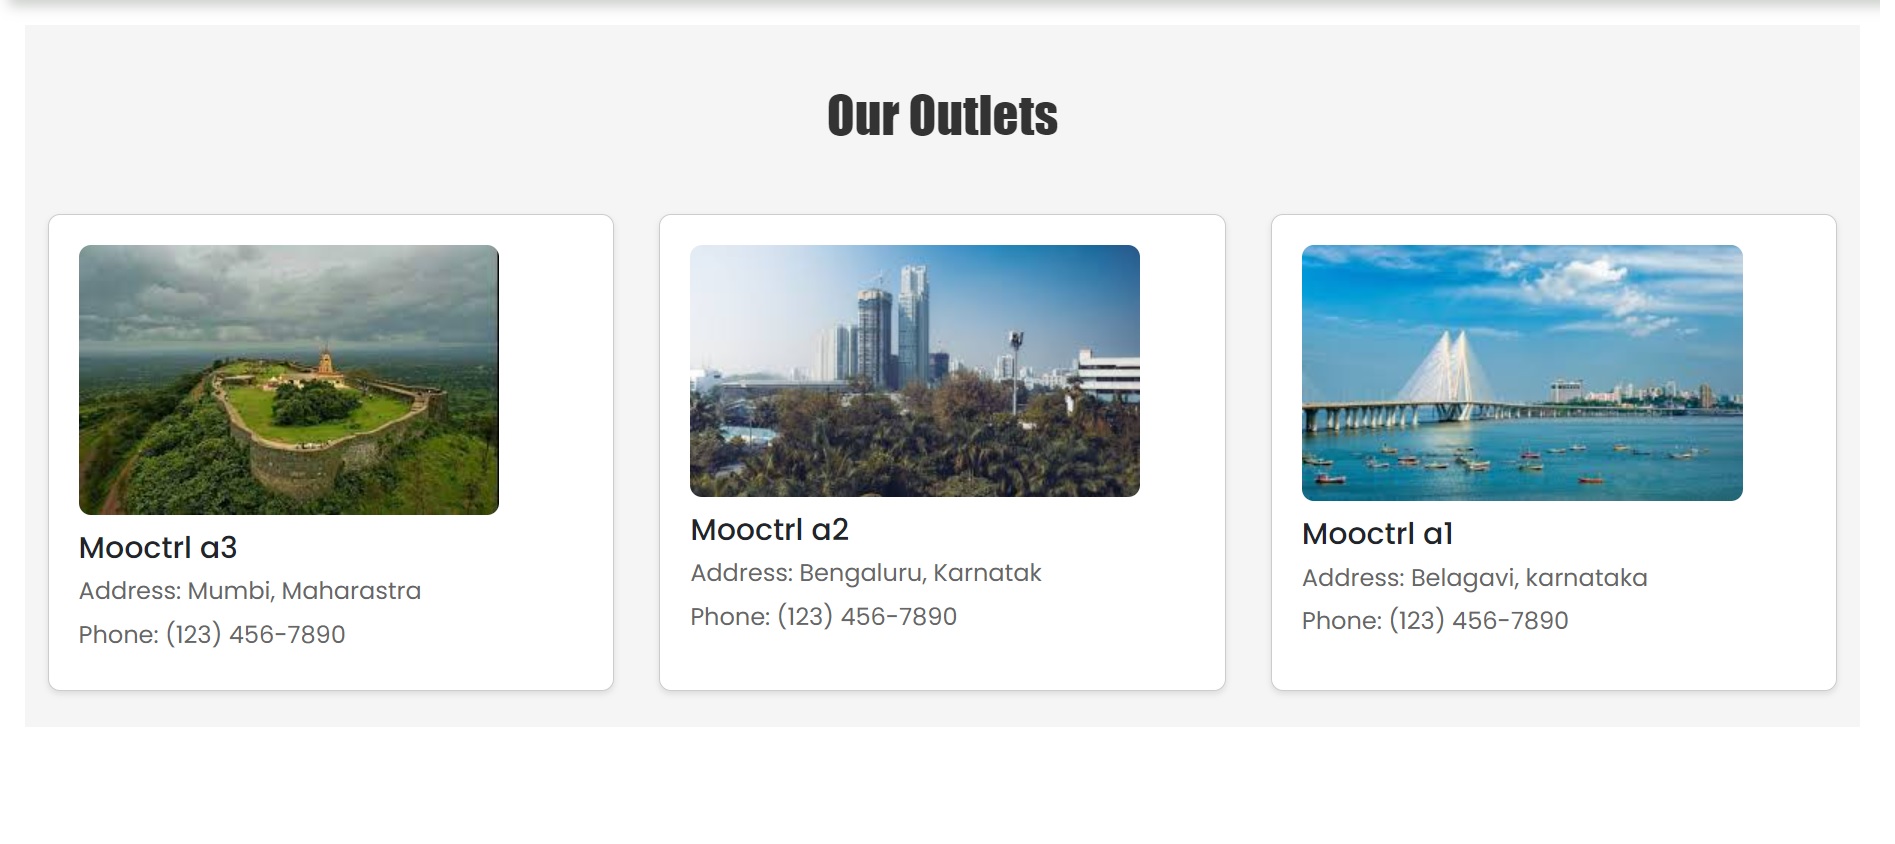 Our Outlets
Mooctrl a3
Address: Mumbi, Maharastra
Phone: (123) 456-7890
Mooctrl a2
Address: Bengaluru, Karnatak
Phone: (123) 456-7890
Mooctrl a1
Address: Belagavi, karnataka
Phone: (123) 456-7890